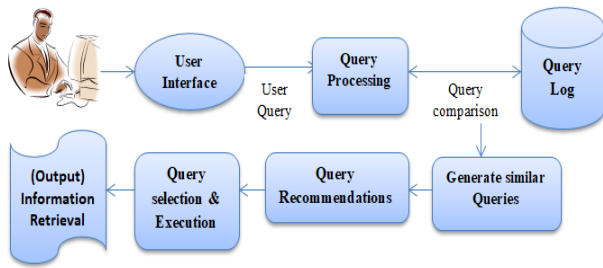 User
Interface
User
Query
Query
Processing
Query
comparison
Query
Log
(Output)
Information
Retrieval
Query
selection &
Execution
Query
Recommendations
Generate similar
Queries